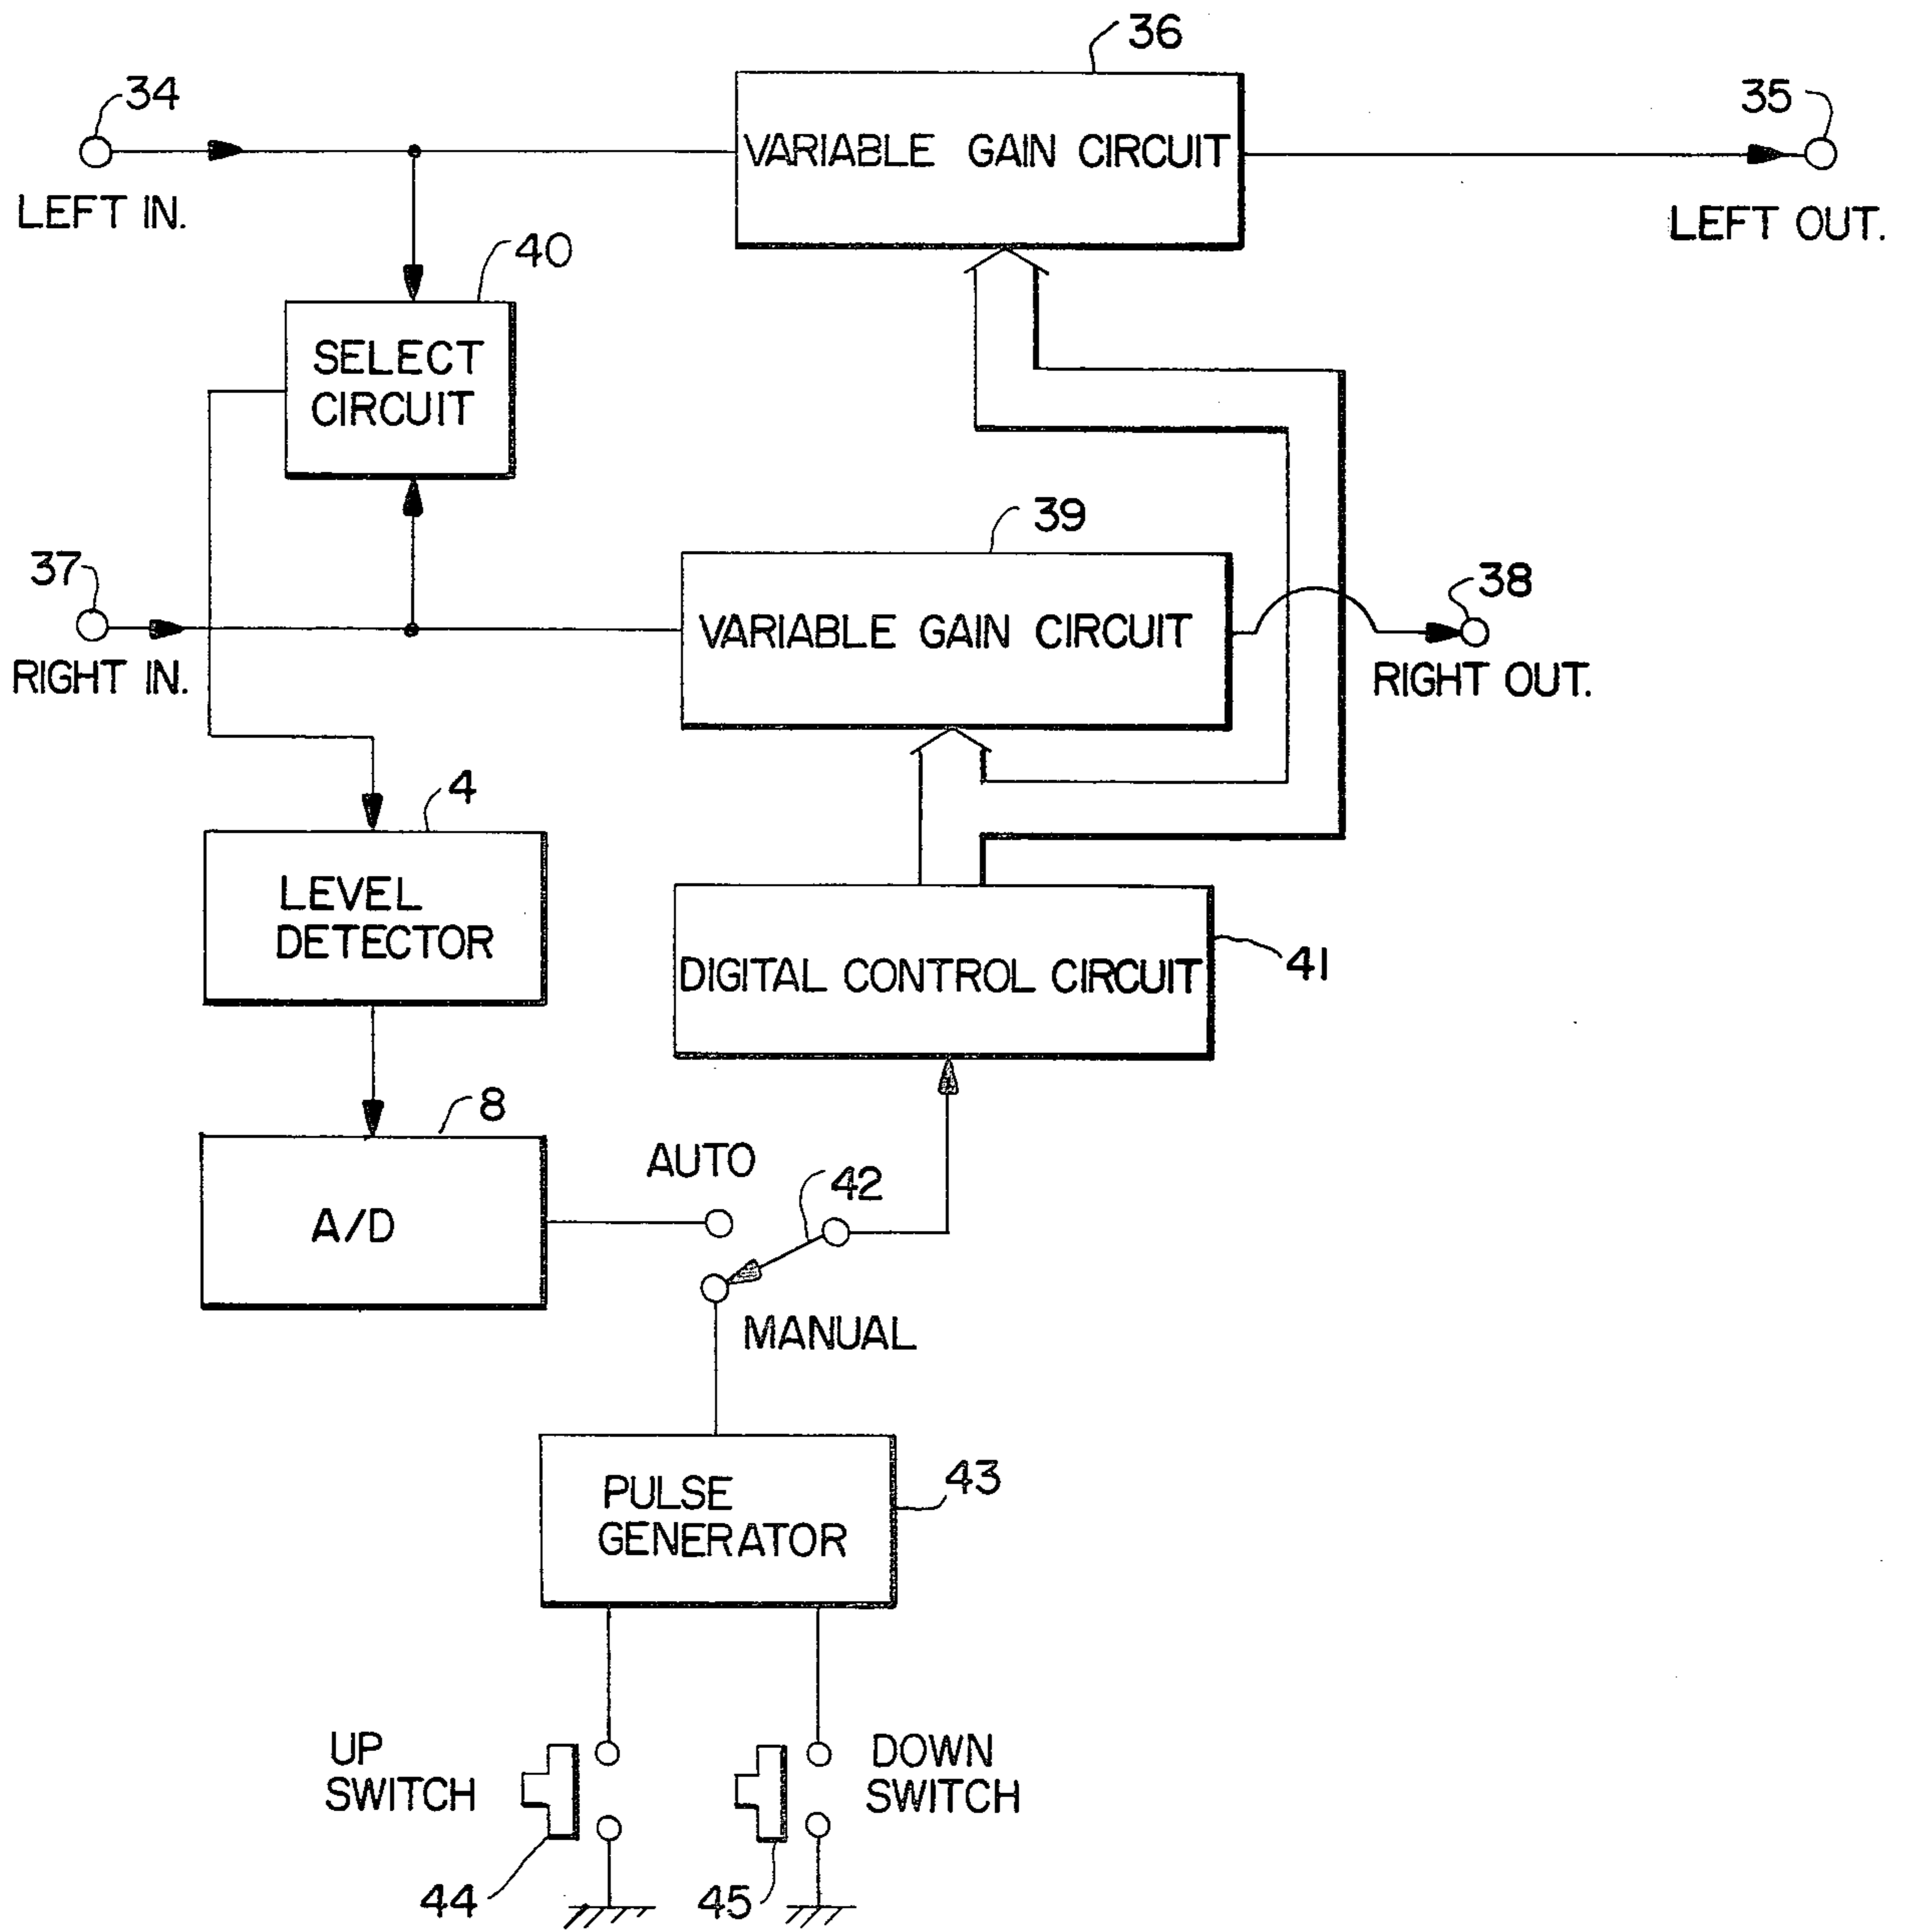 36
34
35
VARIABLE GAIN CIRCUIT
LEFT IN.
LEFT OUT.
40
SELECT
CIRCUIT
39
37
38
VARIABLE GAIN CIRCUIT
RIGHT IN.
RIGHT OUT.
4
LEVEL
DETECTOR
41
DIGITAL CONTROL CIRCUIT
8
AUTO
42
A/D
MANUAL
43
PULSE
GENERATOR
UP
SWITCH
DOWN
SWITCH
44
45